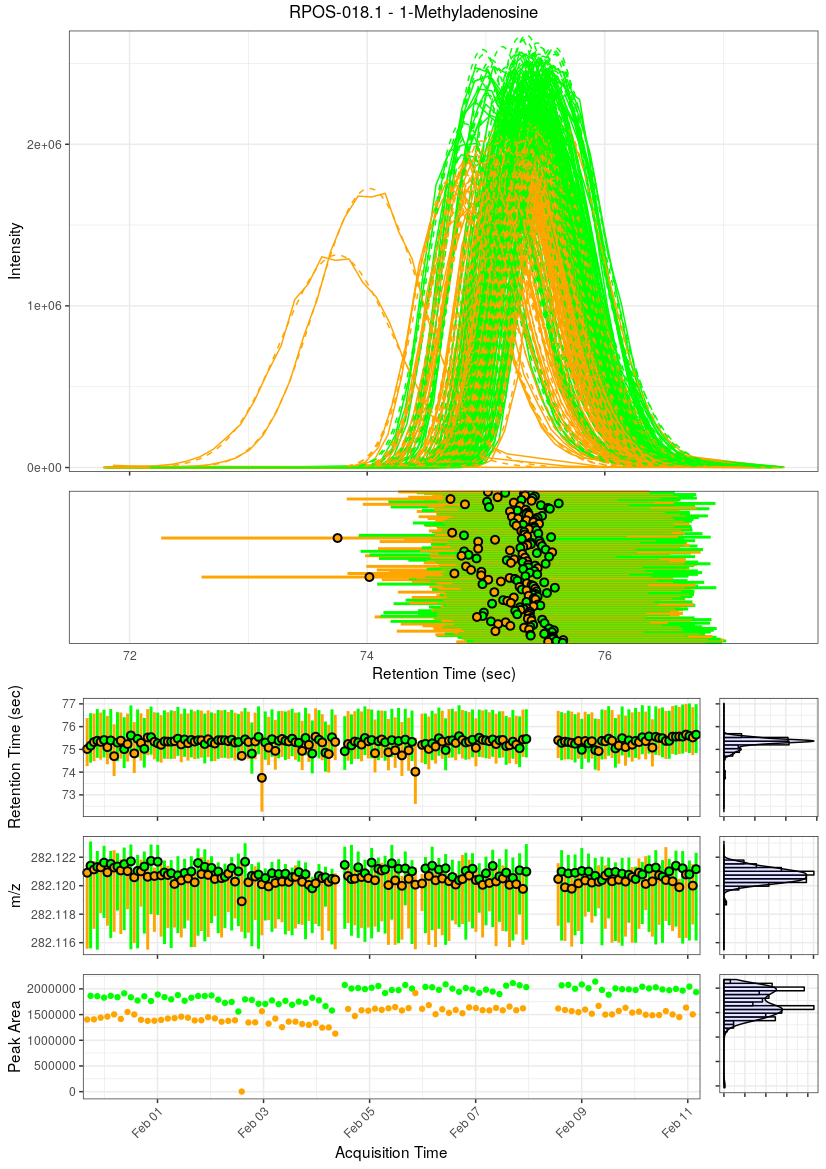 RPOS-018.1 - 1-Methyladenosine
Intensity
2e+06
1e+06
0e+00
72
74
76
Retention Time (sec)
Retention Time (sec)
77
76
75
74
73
m/z
282.122
282.120
282.118
282.116
Peak Area
2000000
1500000
1000000
500000
0
Feb 01
Feb 03
Feb 05
Feb 07
Feb 09
Feb 11
Acquisition Time